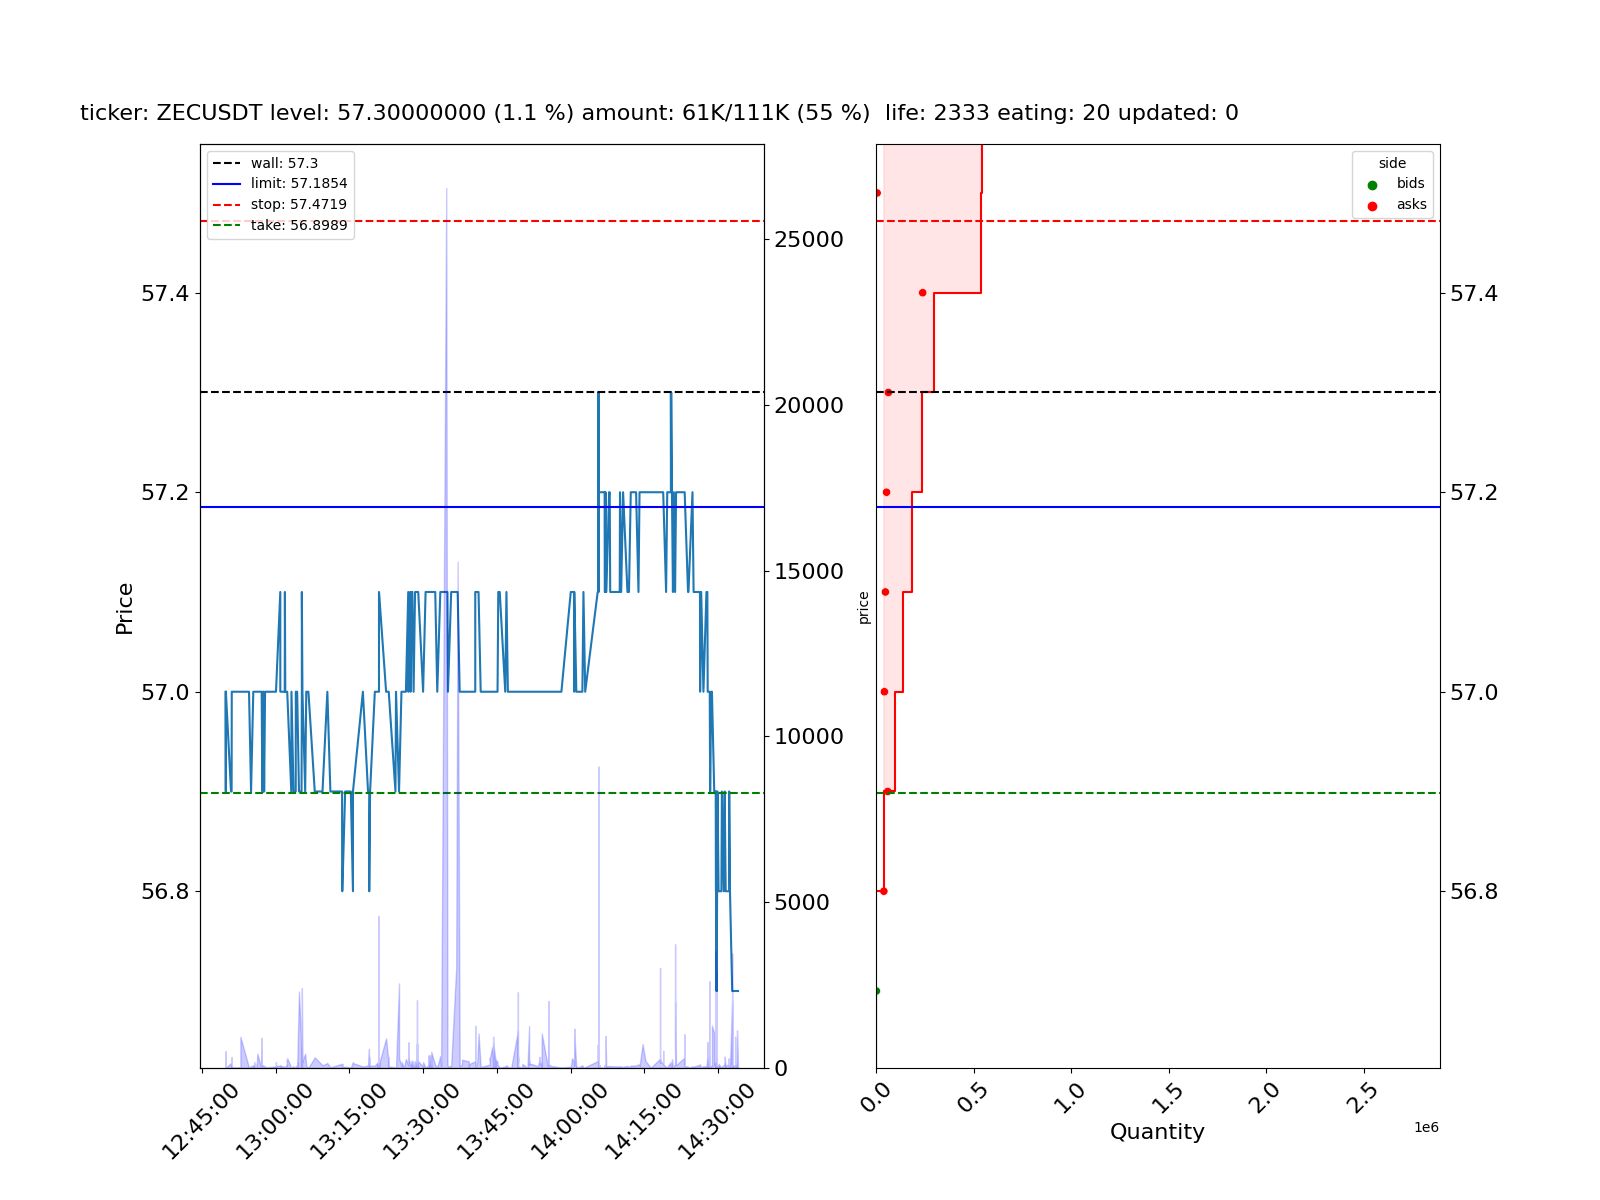 ticker: ZECUSDT level: 57.30000000 (1.1 %) amount: 61K/111K (55 %)  life: 2333 eating: 20 updated: 0
wall: 57.3
limit: 57.1854
stop: 57.4719
take: 56.8989
Price
57.4
57.2
57.0
56.8
25000
20000
15000
10000
5000
0
12:45:00
13:00:00
13:15:00
13:30:00
13:45:00
14:00:00
14:15:00
14:30:00
side
bids
asks
price
57.4
57.2
57.0
56.8
0.0
0.5
1.0
1.5
2.0
2.5
1e6
Quantity